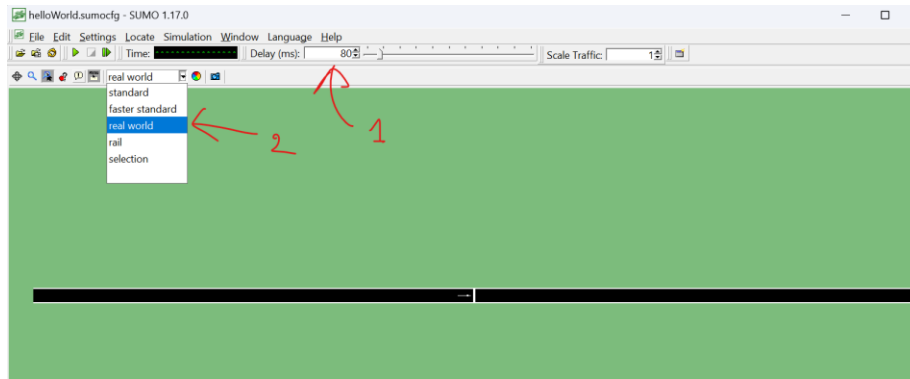 helloWorld.sumocfg - SUMO 1.17.0
File Edit Settings Locate Simulation Window Language Help
Time: Delay (ms): 80 Scale Traffic: 1
real world
standard
faster standard
real world
rail
selection
1
2